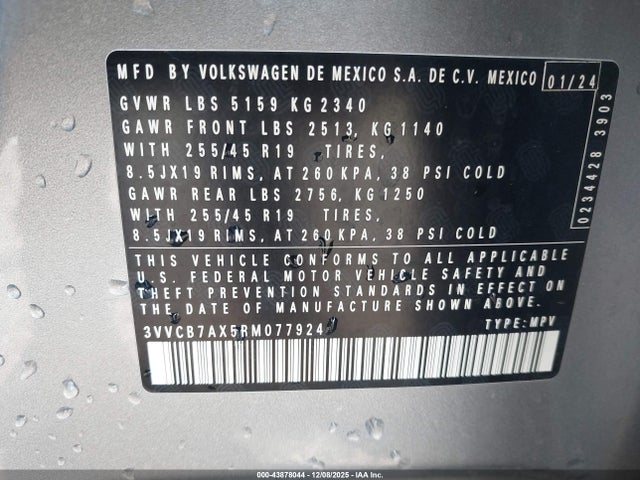 MFD BY VOLKSWAGEN DE MEXICO S.A. DE C.V. MEXICO 01/24
GVWR LBS 5159 KG 2340
GAWR FRONT LBS 2513, KG 1140
WITH 255/45 R19 TIRES,
8.5JX19 RIMS, AT 260 KPA, 38 PSI COLD
GAWR REAR LBS 2756, KG 1250
WITH 255/45 R19 TIRES,
8.5JX19 RIMS, AT 260 KPA, 38 PSI COLD
0234428 3903
THIS VEHICLE CONFORMS TO ALL APPLICABLE
U.S. FEDERAL MOTOR VEHICLE SAFETY AND
THEFT PREVENTION STANDARDS IN EFFECT ON
THE DATE OF MANUFACTURE SHOWN ABOVE.
3VVCB7AX5RM077924 TYPE: MPV
000-43878044 - 12/08/2025 - IAA Inc.